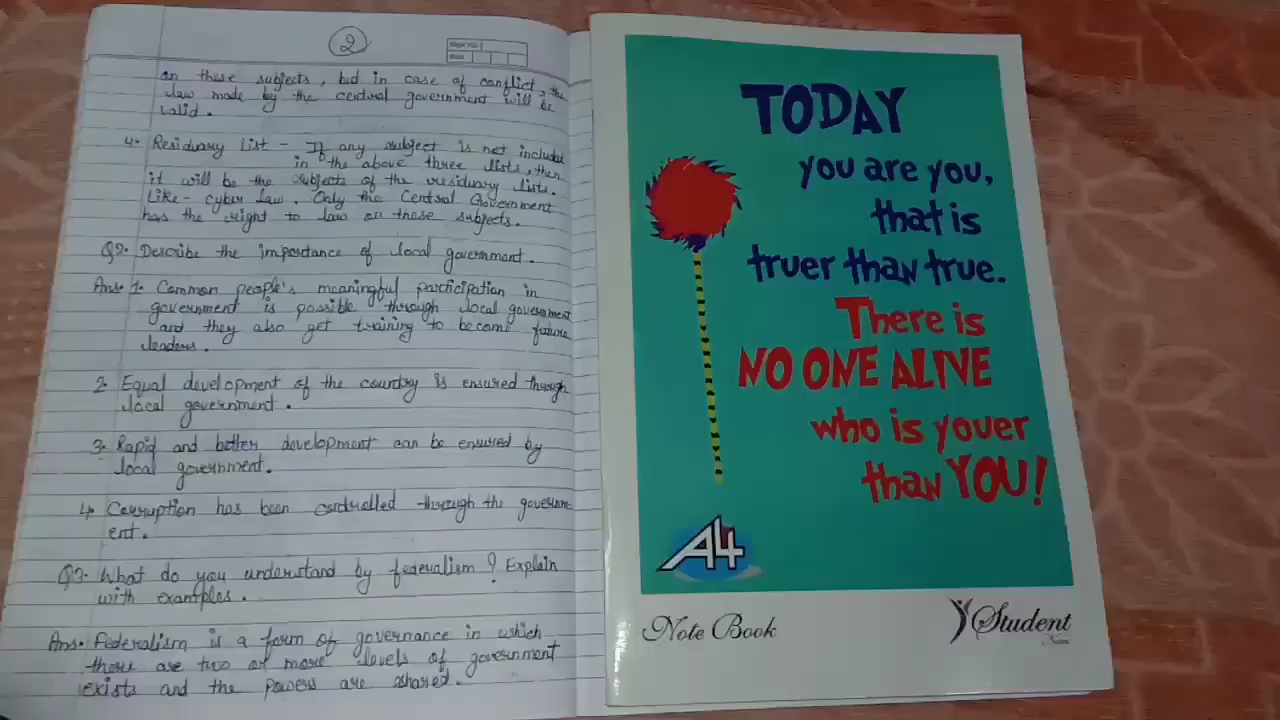 2
on these subjects, but in case of conflict, the
law made by the central government will be
valid.
4. Residuary List - If any subject is not included
in the above three lists, then
it will be the subjects of the residuary lists.
Like - cyber law. Only the Central Government
has the right to law on these subjects.
Q2. Describe the importance of local government.
Ans. 1. Common people's meaningful participation in
government is possible through local government
and they also get training to become future
leaders.
2. Equal development of the country is ensured through
local government.
3. Rapid and better development can be ensured by
local government.
4. Corruption has been controlled through the governm-
ent.
Q3. What do you understand by federalism? Explain
with examples.
Ans. Federalism is a form of governance in which
there are two or more levels of government
exists and the powers are shared.
TODAY
you are you,
that is
truer than true.
There is
NO ONE ALIVE
who is youer
than YOU!
A4
Note Book
Student